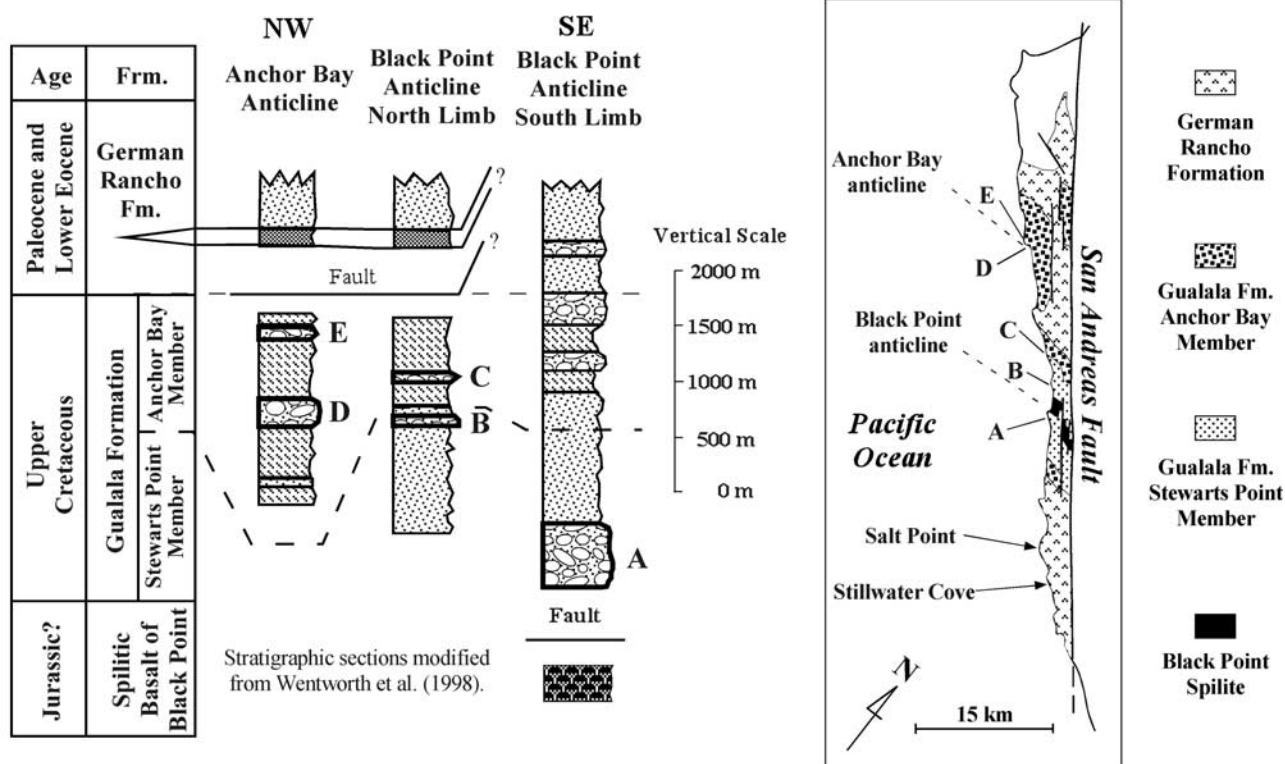 NW
SE
Age
Frm.
Anchor Bay
Anticline
Black Point
Anticline
North Limb
Black Point
Anticline
South Limb
Paleocene and
Lower Eocene
German
Rancho
Fm.
?
?
Fault
Vertical Scale
2000 m
1500 m
1000 m
500 m
0 m
Upper
Cretaceous
Gualala Formation
Anchor Bay
Member
Stewarts Point
Member
E
D
C
B
A
Fault
Jurassic?
Spilitic
Basalt of
Black Point
Stratigraphic sections modified
from Wentworth et al. (1998).
Anchor Bay
anticline
E
D
C
Black Point
anticline
B
A
Pacific
Ocean
San Andreas Fault
Salt Point
Stillwater Cove
N
15 km
German
Rancho
Formation
Gualala Fm.
Anchor Bay
Member
Gualala Fm.
Stewarts Point
Member
Black Point
Spilite